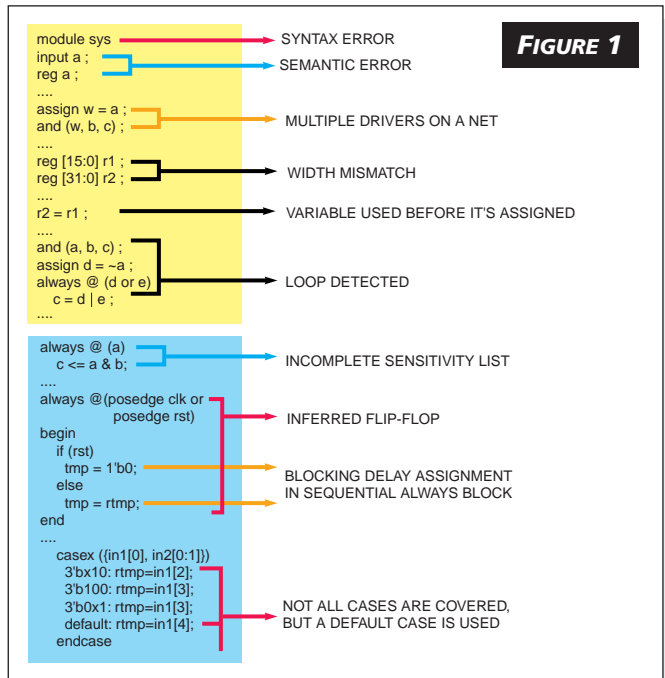 FIGURE 1
module sys
SYNTAX ERROR
input a ;
reg a ;
SEMANTIC ERROR
....
assign w = a ;
and (w, b, c) ;
MULTIPLE DRIVERS ON A NET
....
reg [15:0] r1 ;
reg [31:0] r2 ;
WIDTH MISMATCH
....
r2 = r1 ;
VARIABLE USED BEFORE IT'S ASSIGNED
....
and (a, b, c) ;
assign d = ~a ;
always @ (d or e)
c = d | e ;
LOOP DETECTED
....
always @ (a)
c <= a & b;
INCOMPLETE SENSITIVITY LIST
....
always @(posedge clk or
posedge rst)
INFERRED FLIP-FLOP
begin
if (rst)
tmp = 1'b0;
else
tmp = rtmp;
BLOCKING DELAY ASSIGNMENT
IN SEQUENTIAL ALWAYS BLOCK
end
....
casex ({in1[0], in2[0:1]})
3'bx10: rtmp=in1[2];
3'b100: rtmp=in1[3];
3'b0x1: rtmp=in1[3];
default: rtmp=in1[4];
endcase
NOT ALL CASES ARE COVERED,
BUT A DEFAULT CASE IS USED